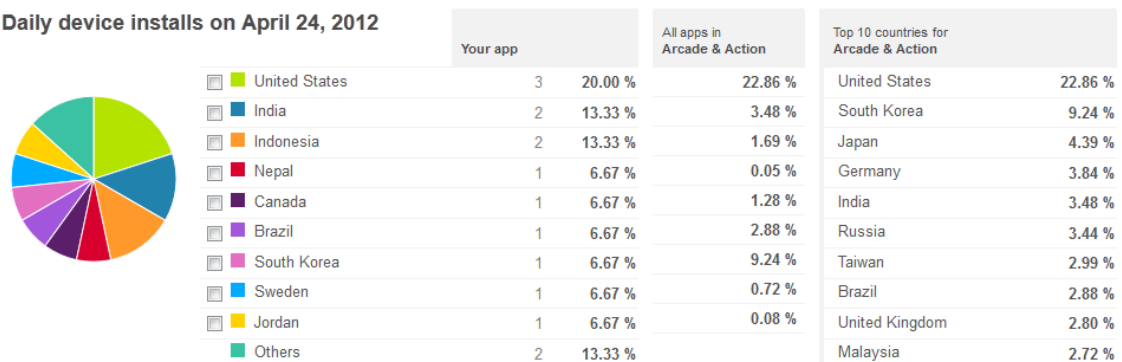 Daily device installs on April 24, 2012
Your app
All apps in
Arcade & Action
Top 10 countries for
Arcade & Action
United States 3 20.00 % 22.86 % United States 22.86 %
India 2 13.33 % 3.48 % South Korea 9.24 %
Indonesia 2 13.33 % 1.69 % Japan 4.39 %
Nepal 1 6.67 % 0.05 % Germany 3.84 %
Canada 1 6.67 % 1.28 % India 3.48 %
Brazil 1 6.67 % 2.88 % Russia 3.44 %
South Korea 1 6.67 % 9.24 % Taiwan 2.99 %
Sweden 1 6.67 % 0.72 % Brazil 2.88 %
Jordan 1 6.67 % 0.08 % United Kingdom 2.80 %
Others 2 13.33 % Malaysia 2.72 %